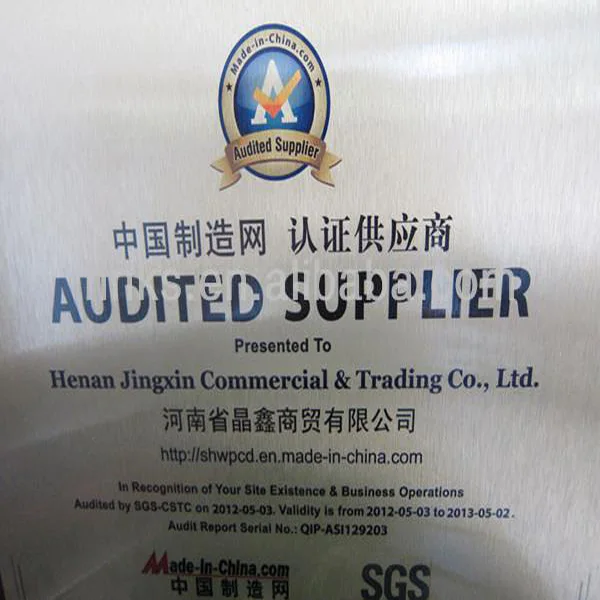 Made-in-China.com
A
Audited Supplier
中国制造网 认证供应商
AUDITED SUPPLIER
Presented To
Henan Jingxin Commercial & Trading Co., Ltd.
河南省晶鑫商贸有限公司
http://shwpcd.en.made-in-china.com
In Recognition of Your Site Existence & Business Operations
Audited by SGS-CSTC on 2012-05-03. Validity is from 2012-05-03 to 2013-05-02.
Audit Report Serial No.: QIP-ASI129203
Made-in-China.com
中国制造网
SGS